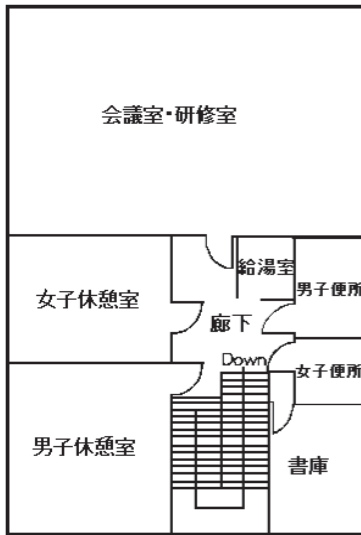 会議室・研修室
給湯室
女子休憩室
男子便所
廊下
Down
女子便所
男子休憩室
書庫